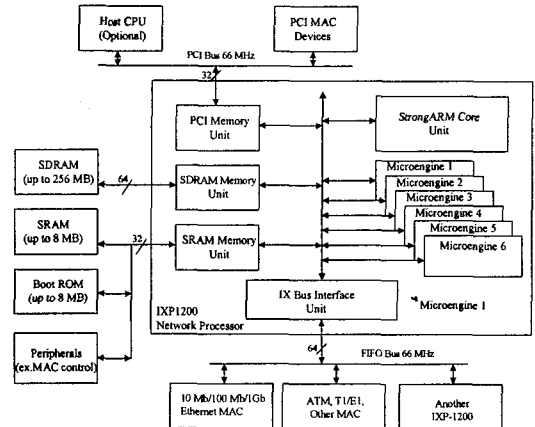 Host CPU
(Optional)
PCI MAC
Devices
PCI Bus 66 MHz
32
PCI Memory
Unit
StrongARM Core
Unit
SDRAM
(up to 256 MB)
64
SDRAM Memory
Unit
Microengine 1
Microengine 2
Microengine 3
Microengine 4
Microengine 5
Microengine 6
SRAM
(up to 8 MB)
32
SRAM Memory
Unit
Boot ROM
(up to 8 MB)
IX Bus Interface
Unit
Microengine 1
IXP1200
Network Processor
Peripherals
(ex.MAC control)
64
FIFO Bus 66 MHz
10 Mb/100 Mb/1Gb
Ethernet MAC
ATM, T1/E1,
Other MAC
Another
IXP-1200